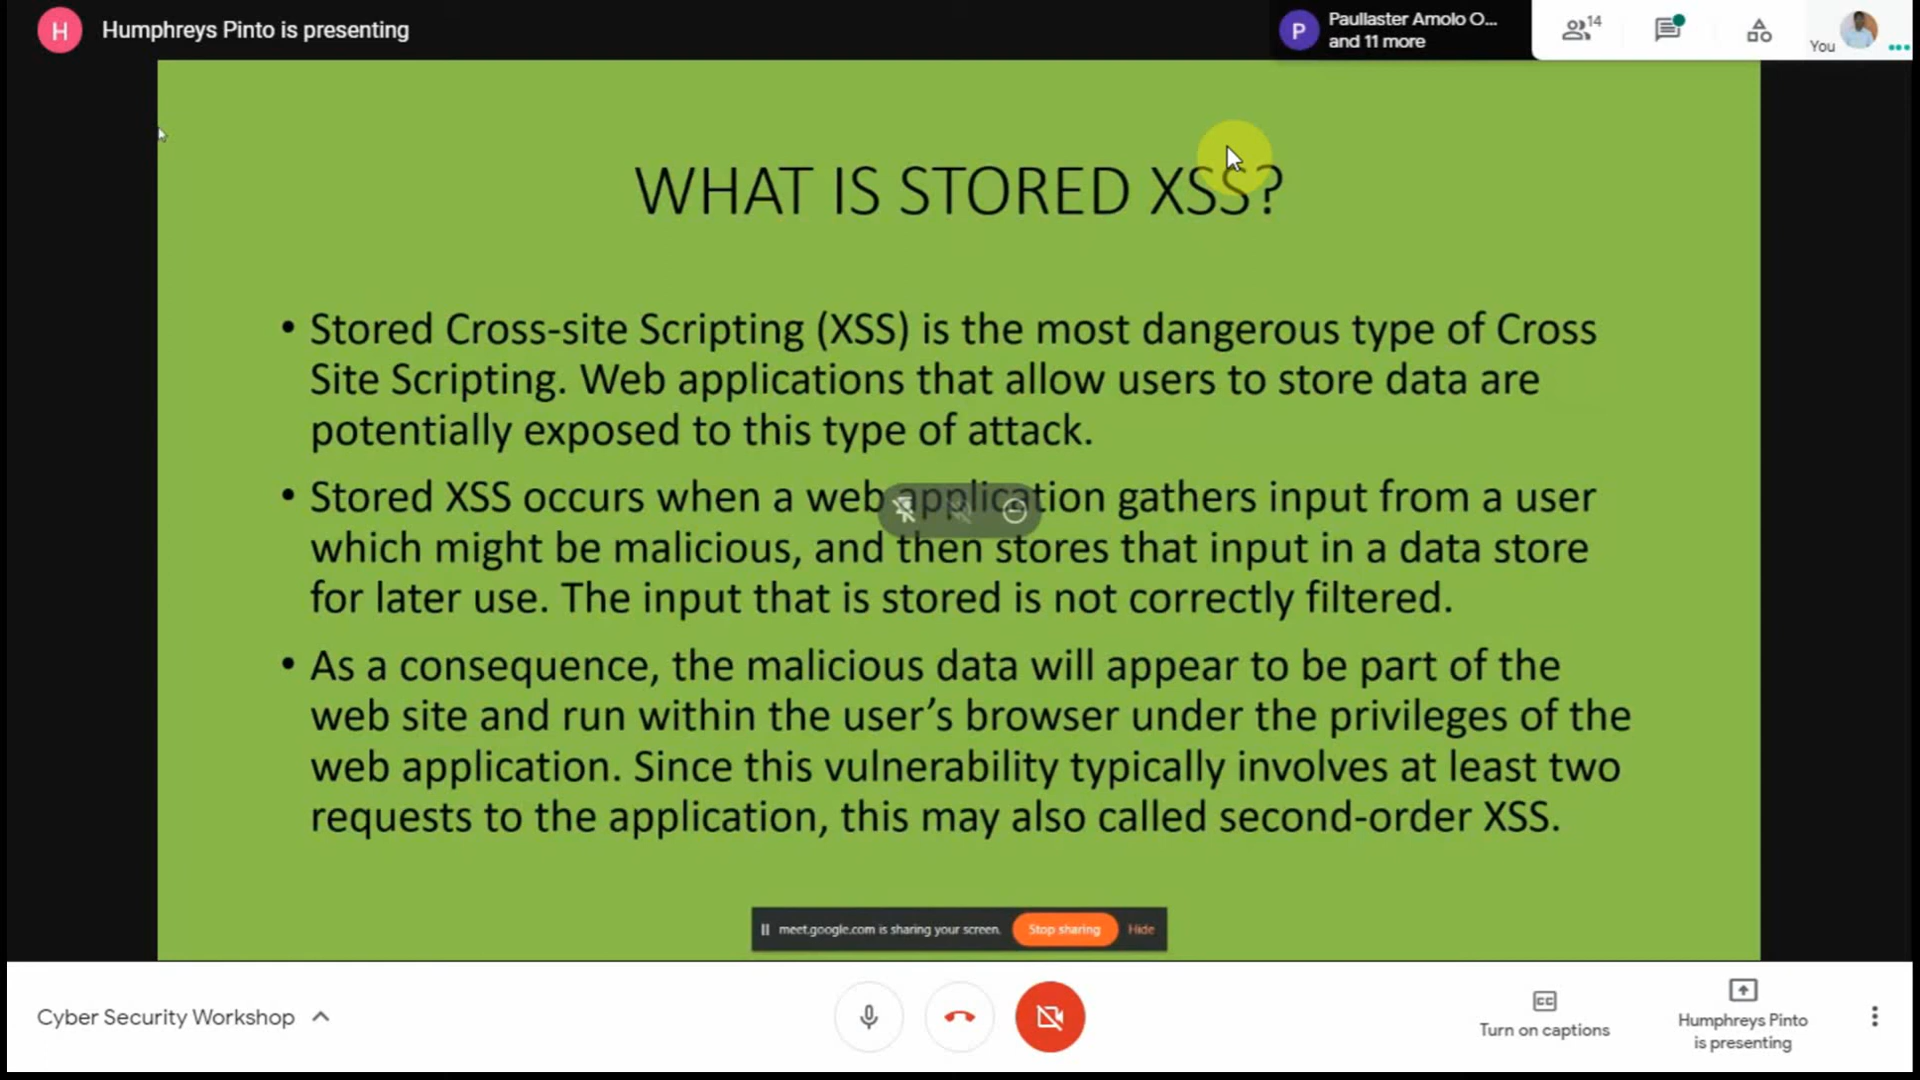 H Humphreys Pinto is presenting
P Paullaster Amolo O...
and 11 more
14
You
WHAT IS STORED XSS?
• Stored Cross-site Scripting (XSS) is the most dangerous type of Cross
Site Scripting. Web applications that allow users to store data are
potentially exposed to this type of attack.
• Stored XSS occurs when a web application gathers input from a user
which might be malicious, and then stores that input in a data store
for later use. The input that is stored is not correctly filtered.
• As a consequence, the malicious data will appear to be part of the
web site and run within the user’s browser under the privileges of the
web application. Since this vulnerability typically involves at least two
requests to the application, this may also called second-order XSS.
meet.google.com is sharing your screen. Stop sharing Hide
Cyber Security Workshop
CC
Turn on captions
Humphreys Pinto
is presenting